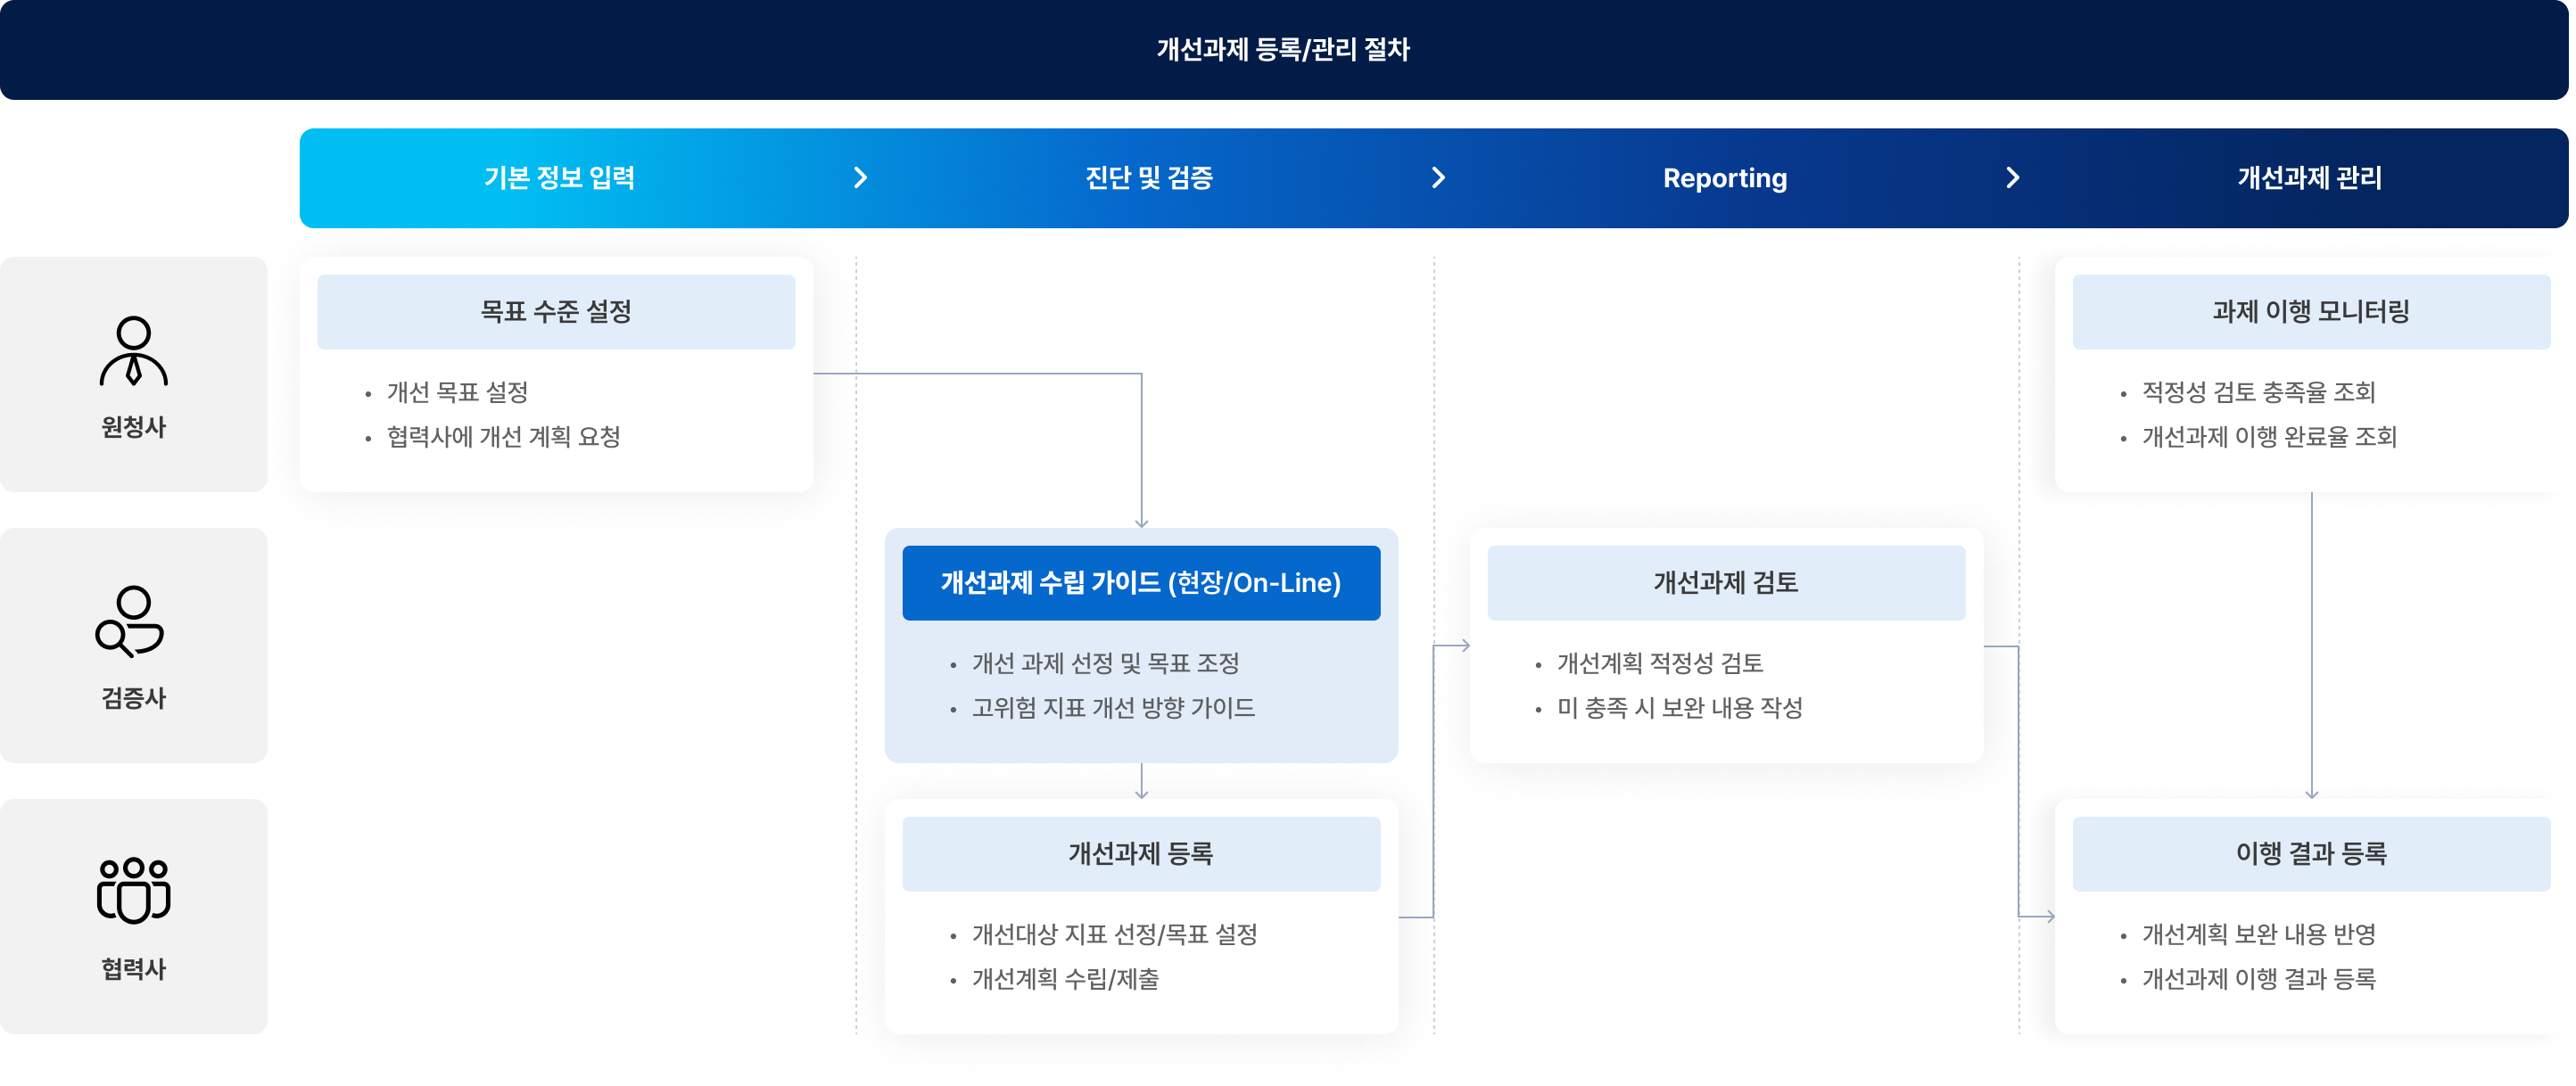 개선과제 등록/관리 절차
기본 정보 입력
진단 및 검증
Reporting
개선과제 관리
원청사
목표 수준 설정
• 개선 목표 설정
• 협력사에 개선 계획 요청
과제 이행 모니터링
• 적정성 검토 충족율 조회
• 개선과제 이행 완료율 조회
검증사
개선과제 수립 가이드 (현장/On-Line)
• 개선 과제 선정 및 목표 조정
• 고위험 지표 개선 방향 가이드
개선과제 검토
• 개선계획 적정성 검토
• 미 충족 시 보완 내용 작성
협력사
개선과제 등록
• 개선대상 지표 선정/목표 설정
• 개선계획 수립/제출
이행 결과 등록
• 개선계획 보완 내용 반영
• 개선과제 이행 결과 등록